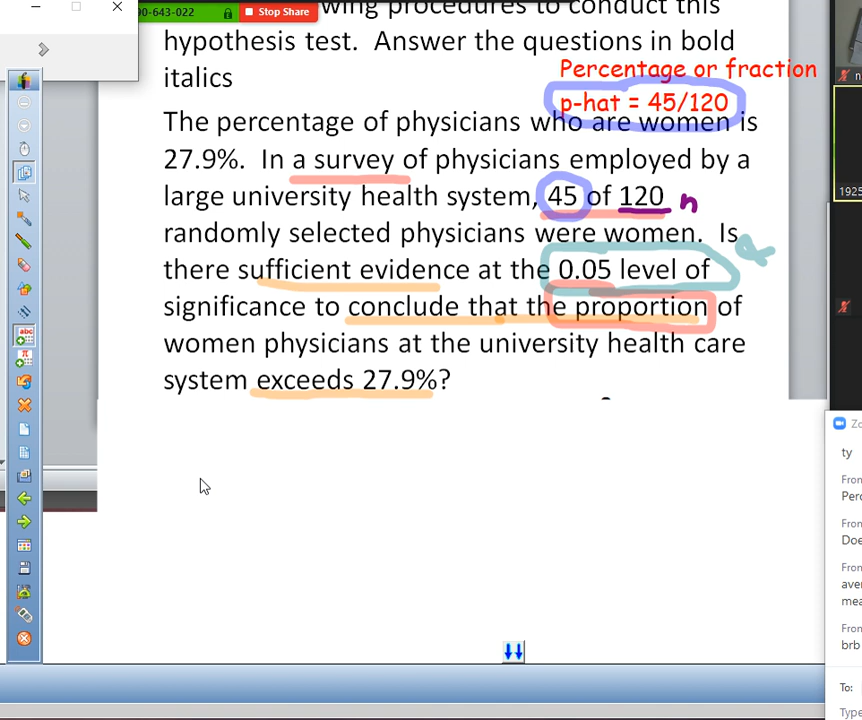 00-643-022 Stop Share
wing procedures to conduct this
hypothesis test. Answer the questions in bold
italics
Percentage or fraction
p-hat = 45/120
The percentage of physicians who are women is
27.9%. In a survey of physicians employed by a
large university health system, 45 of 120 n
randomly selected physicians were women. Is
there sufficient evidence at the 0.05 level of α
significance to conclude that the proportion of
women physicians at the university health care
system exceeds 27.9%?
n
1925
Zo
ty
From
Perc
From
Doe
From
aver
mea
From
brb
To:
Type
abc
π